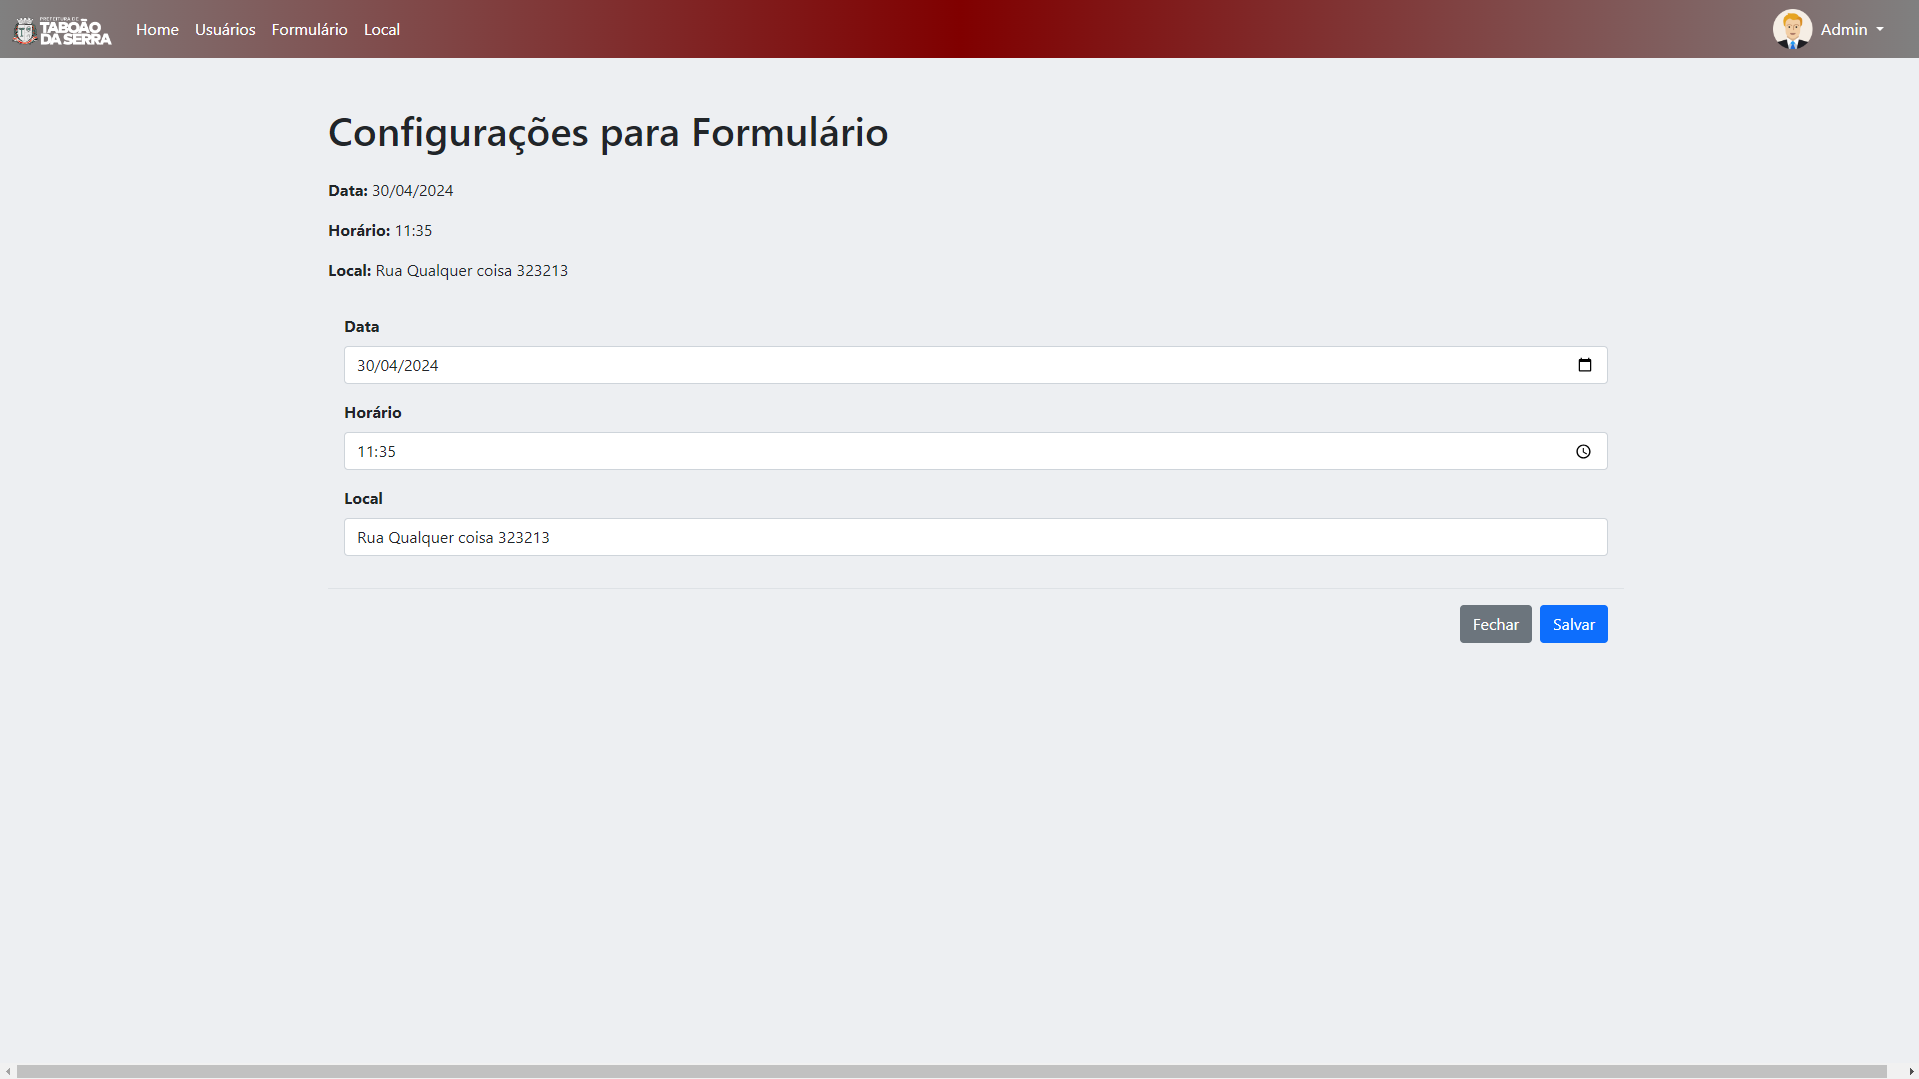 PREFEITURA DE
TABOÃO
DA SERRA
Home Usuários Formulário Local
Admin
Configurações para Formulário
Data: 30/04/2024
Horário: 11:35
Local: Rua Qualquer coisa 323213
Data
30/04/2024
Horário
11:35
Local
Rua Qualquer coisa 323213
Fechar Salvar